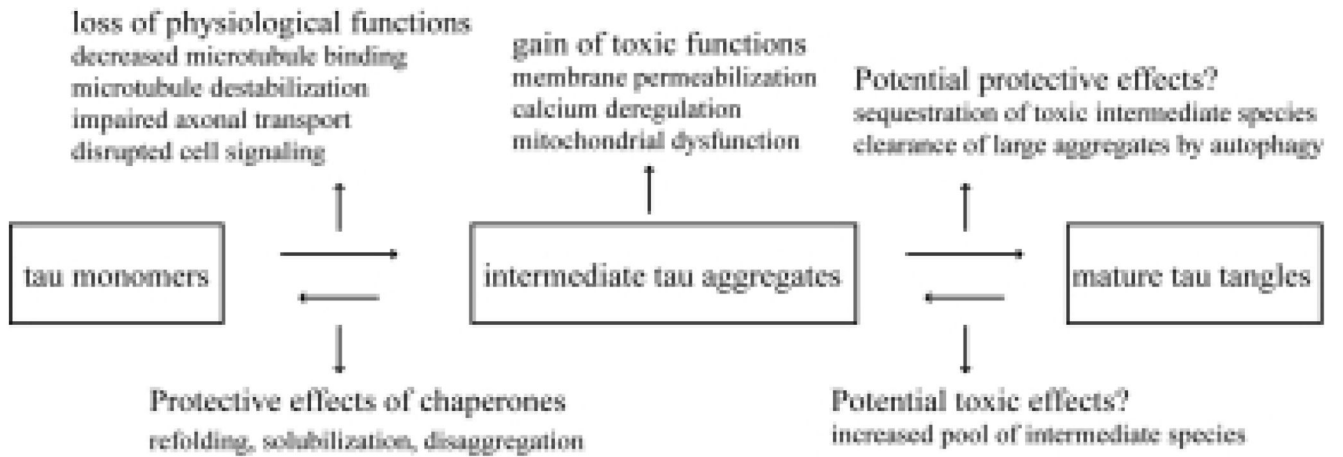 loss of physiological functions
decreased microtubule binding
microtubule destabilization
impaired axonal transport
disrupted cell signaling
gain of toxic functions
membrane permeabilization
calcium deregulation
mitochondrial dysfunction
Potential protective effects?
sequestration of toxic intermediate species
clearance of large aggregates by autophagy
tau monomers
intermediate tau aggregates
mature tau tangles
Protective effects of chaperones
refolding, solubilization, disaggregation
Potential toxic effects?
increased pool of intermediate species